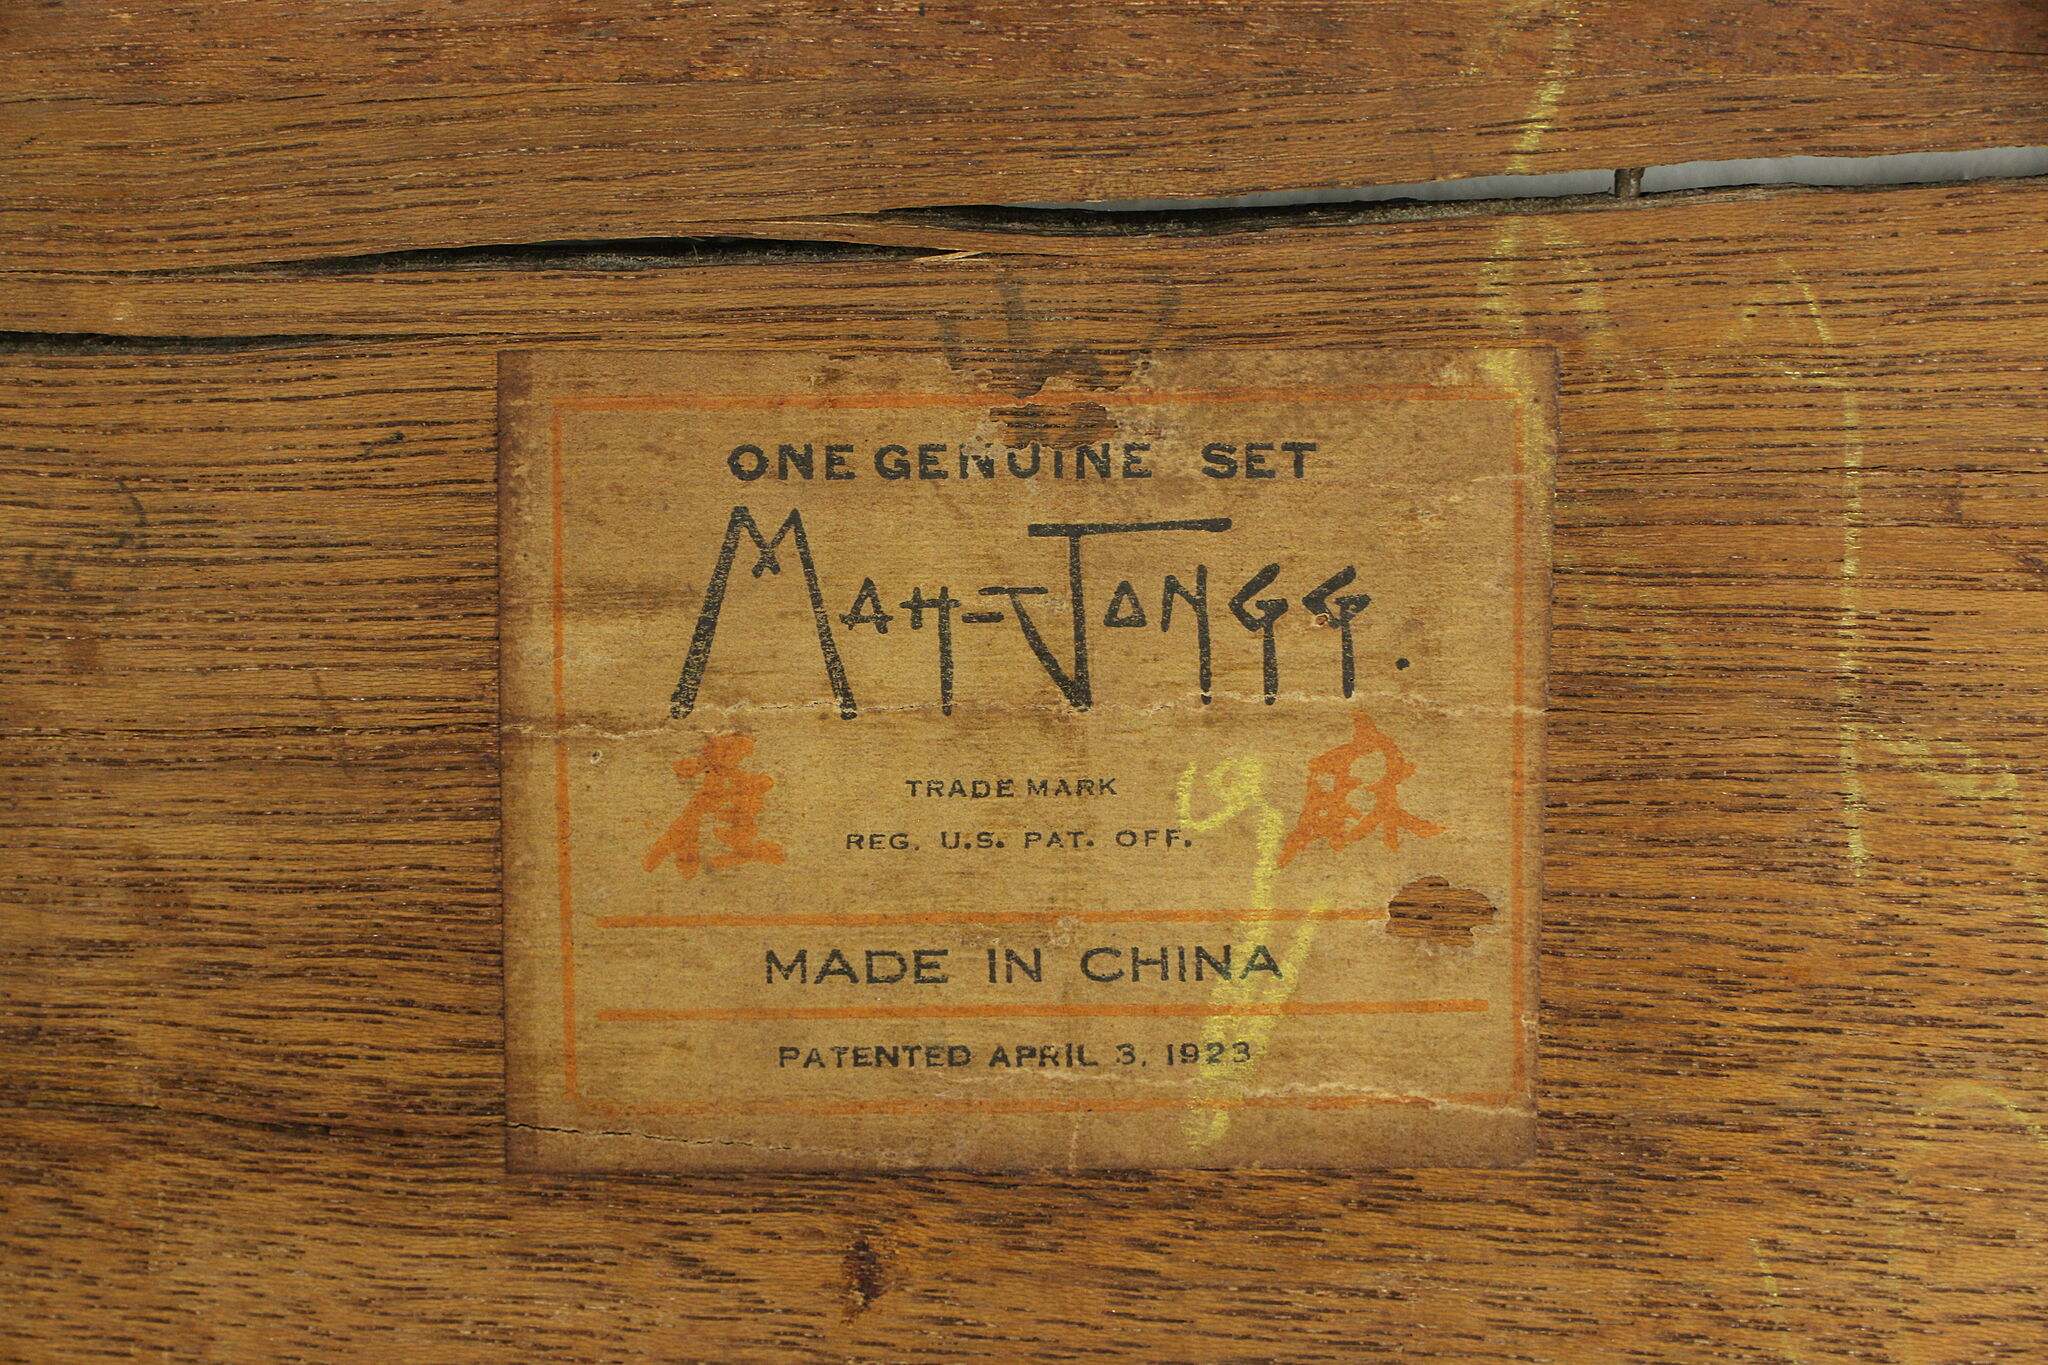 ONE GENUINE SET
MAH-JONGG.
雀 麻
TRADE MARK
REG. U.S. PAT. OFF.
MADE IN CHINA
PATENTED APRIL 3, 1923